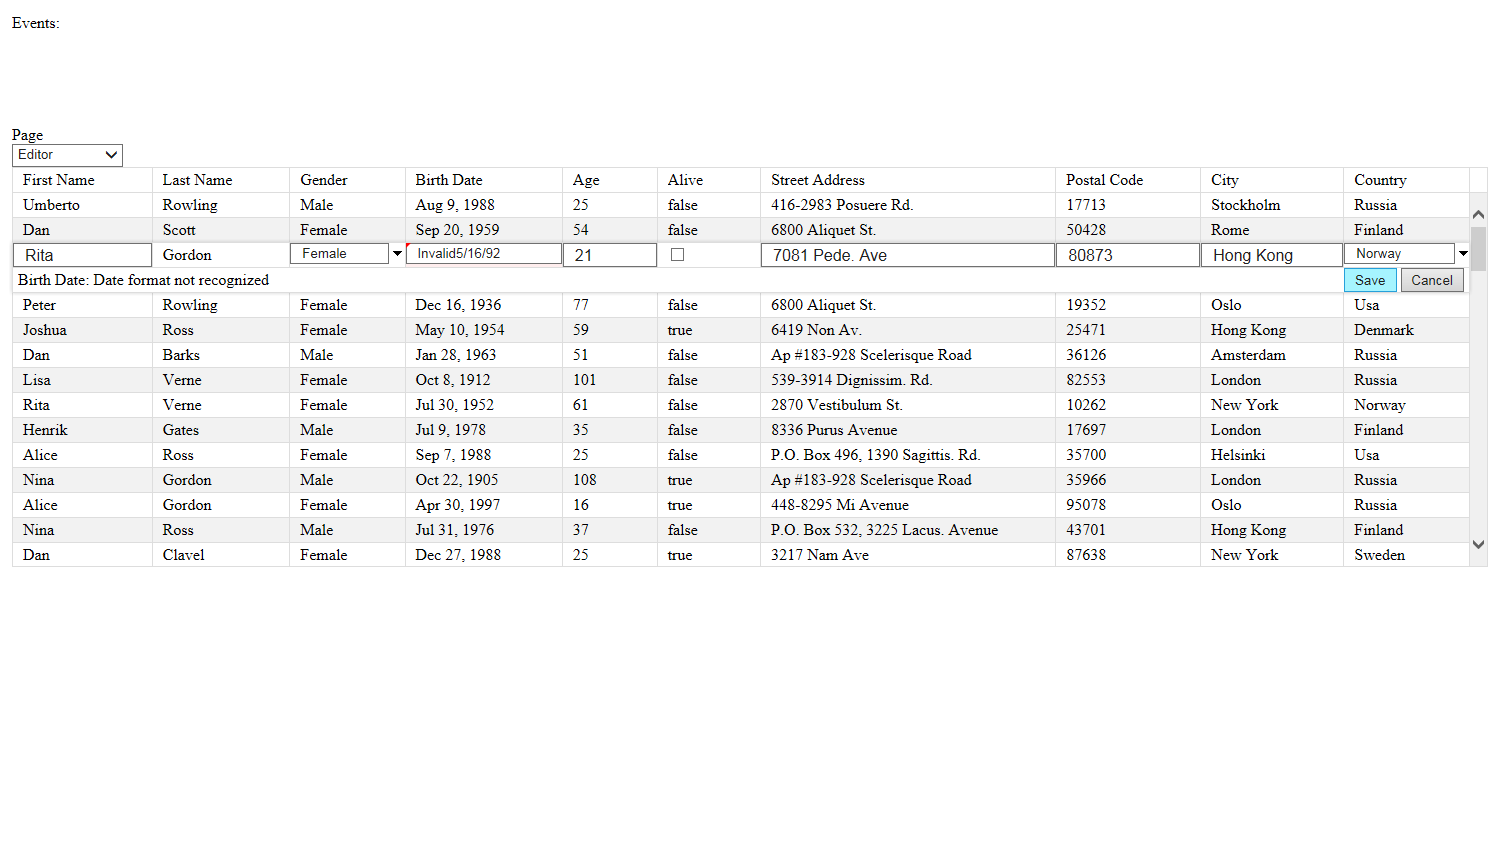 Events:
Page
Editor
First Name Last Name Gender Birth Date Age Alive Street Address Postal Code City Country
Umberto Rowling Male Aug 9, 1988 25 false 416-2983 Posuere Rd. 17713 Stockholm Russia
Dan Scott Female Sep 20, 1959 54 false 6800 Aliquet St. 50428 Rome Finland
Rita Gordon Female Invalid5/16/92 21 7081 Pede. Ave 80873 Hong Kong Norway
Birth Date: Date format not recognized Save Cancel
Peter Rowling Female Dec 16, 1936 77 false 6800 Aliquet St. 19352 Oslo Usa
Joshua Ross Female May 10, 1954 59 true 6419 Non Av. 25471 Hong Kong Denmark
Dan Barks Male Jan 28, 1963 51 false Ap #183-928 Scelerisque Road 36126 Amsterdam Russia
Lisa Verne Female Oct 8, 1912 101 false 539-3914 Dignissim. Rd. 82553 London Russia
Rita Verne Female Jul 30, 1952 61 false 2870 Vestibulum St. 10262 New York Norway
Henrik Gates Male Jul 9, 1978 35 false 8336 Purus Avenue 17697 London Finland
Alice Ross Female Sep 7, 1988 25 false P.O. Box 496, 1390 Sagittis. Rd. 35700 Helsinki Usa
Nina Gordon Male Oct 22, 1905 108 true Ap #183-928 Scelerisque Road 35966 London Russia
Alice Gordon Female Apr 30, 1997 16 true 448-8295 Mi Avenue 95078 Oslo Russia
Nina Ross Male Jul 31, 1976 37 false P.O. Box 532, 3225 Lacus. Avenue 43701 Hong Kong Finland
Dan Clavel Female Dec 27, 1988 25 true 3217 Nam Ave 87638 New York Sweden